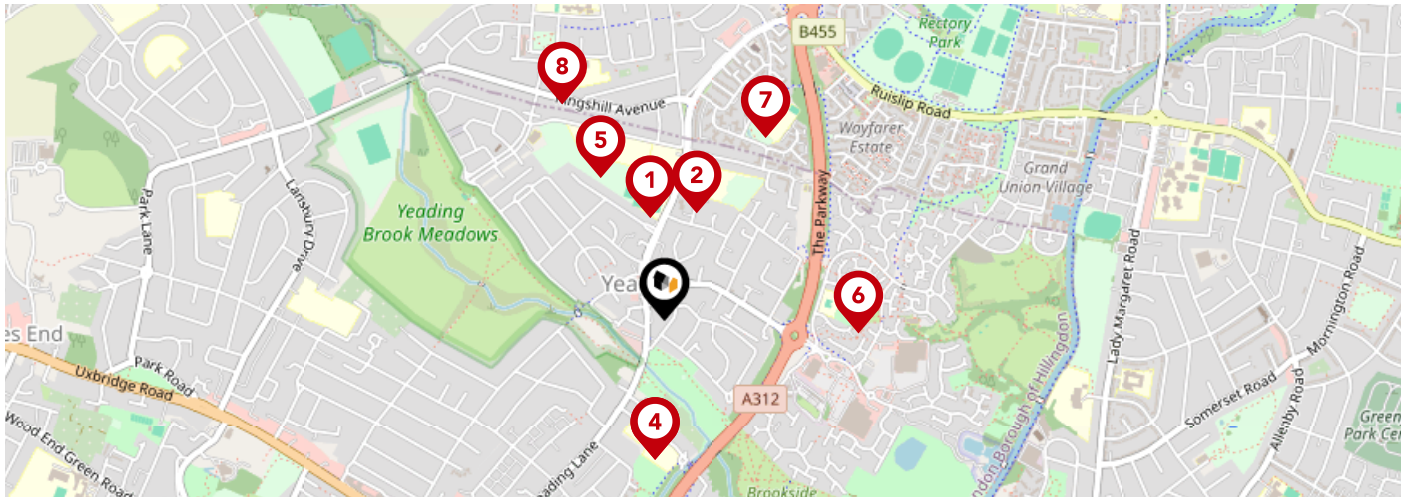 B455
Rectory
Park
8
Kingshill Avenue
7
Ruislip Road
Wayfarer
Estate
5
1
2
Grand
Union Village
Park Lane
Lansbury Drive
Yeading
Brook Meadows
The Parkway
Yea
6
Lady Margaret Road
Mornington Road
es End
Park Road
Uxbridge Road
A312
London Borough of Hillingdon
Somerset Road
Allenby Road
4
Wood End Green Road
eading Lane
Brookside
Green
Park Cem